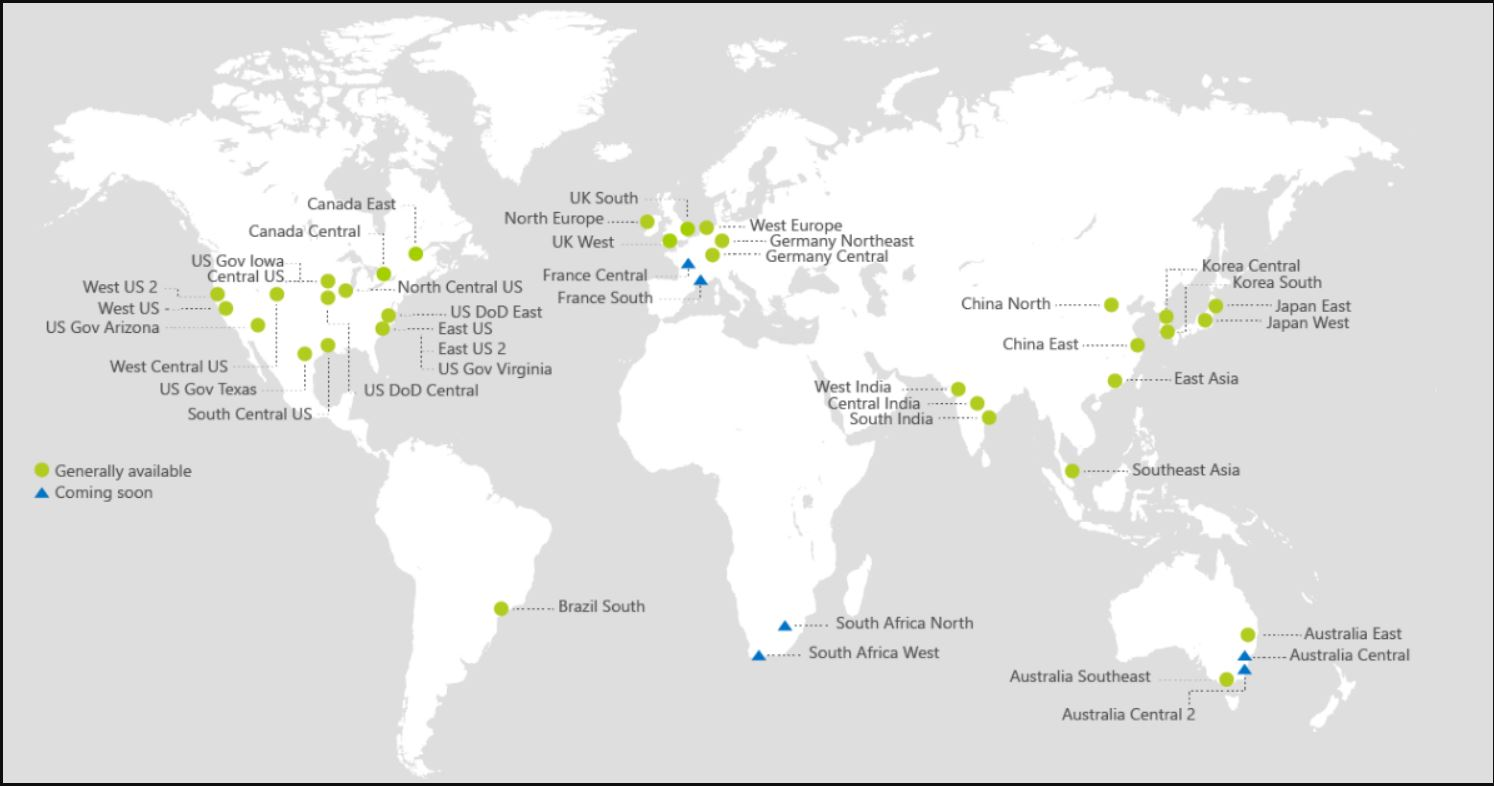 Canada East
Canada Central
US Gov Iowa
Central US
West US 2
West US
US Gov Arizona
North Central US
US DoD East
East US
East US 2
US Gov Virginia
West Central US
US Gov Texas
US DoD Central
South Central US
Generally available
Coming soon
Brazil South
UK South
North Europe
UK West
West Europe
Germany Northeast
Germany Central
France Central
France South
South Africa North
South Africa West
Korea Central
Korea South
China North
Japan East
Japan West
China East
East Asia
West India
Central India
South India
Southeast Asia
Australia East
Australia Central
Australia Southeast
Australia Central 2